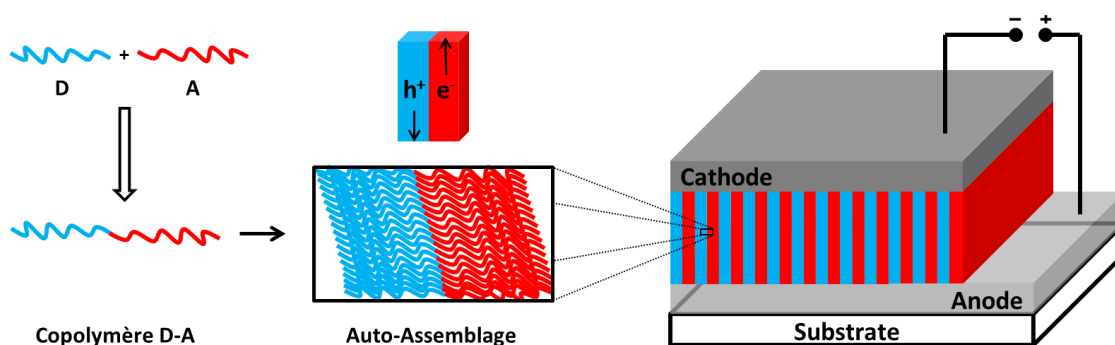 D + A
Copolymère D-A
h⁺ e⁻
Auto-Assemblage
− +
Cathode
Anode
Substrate